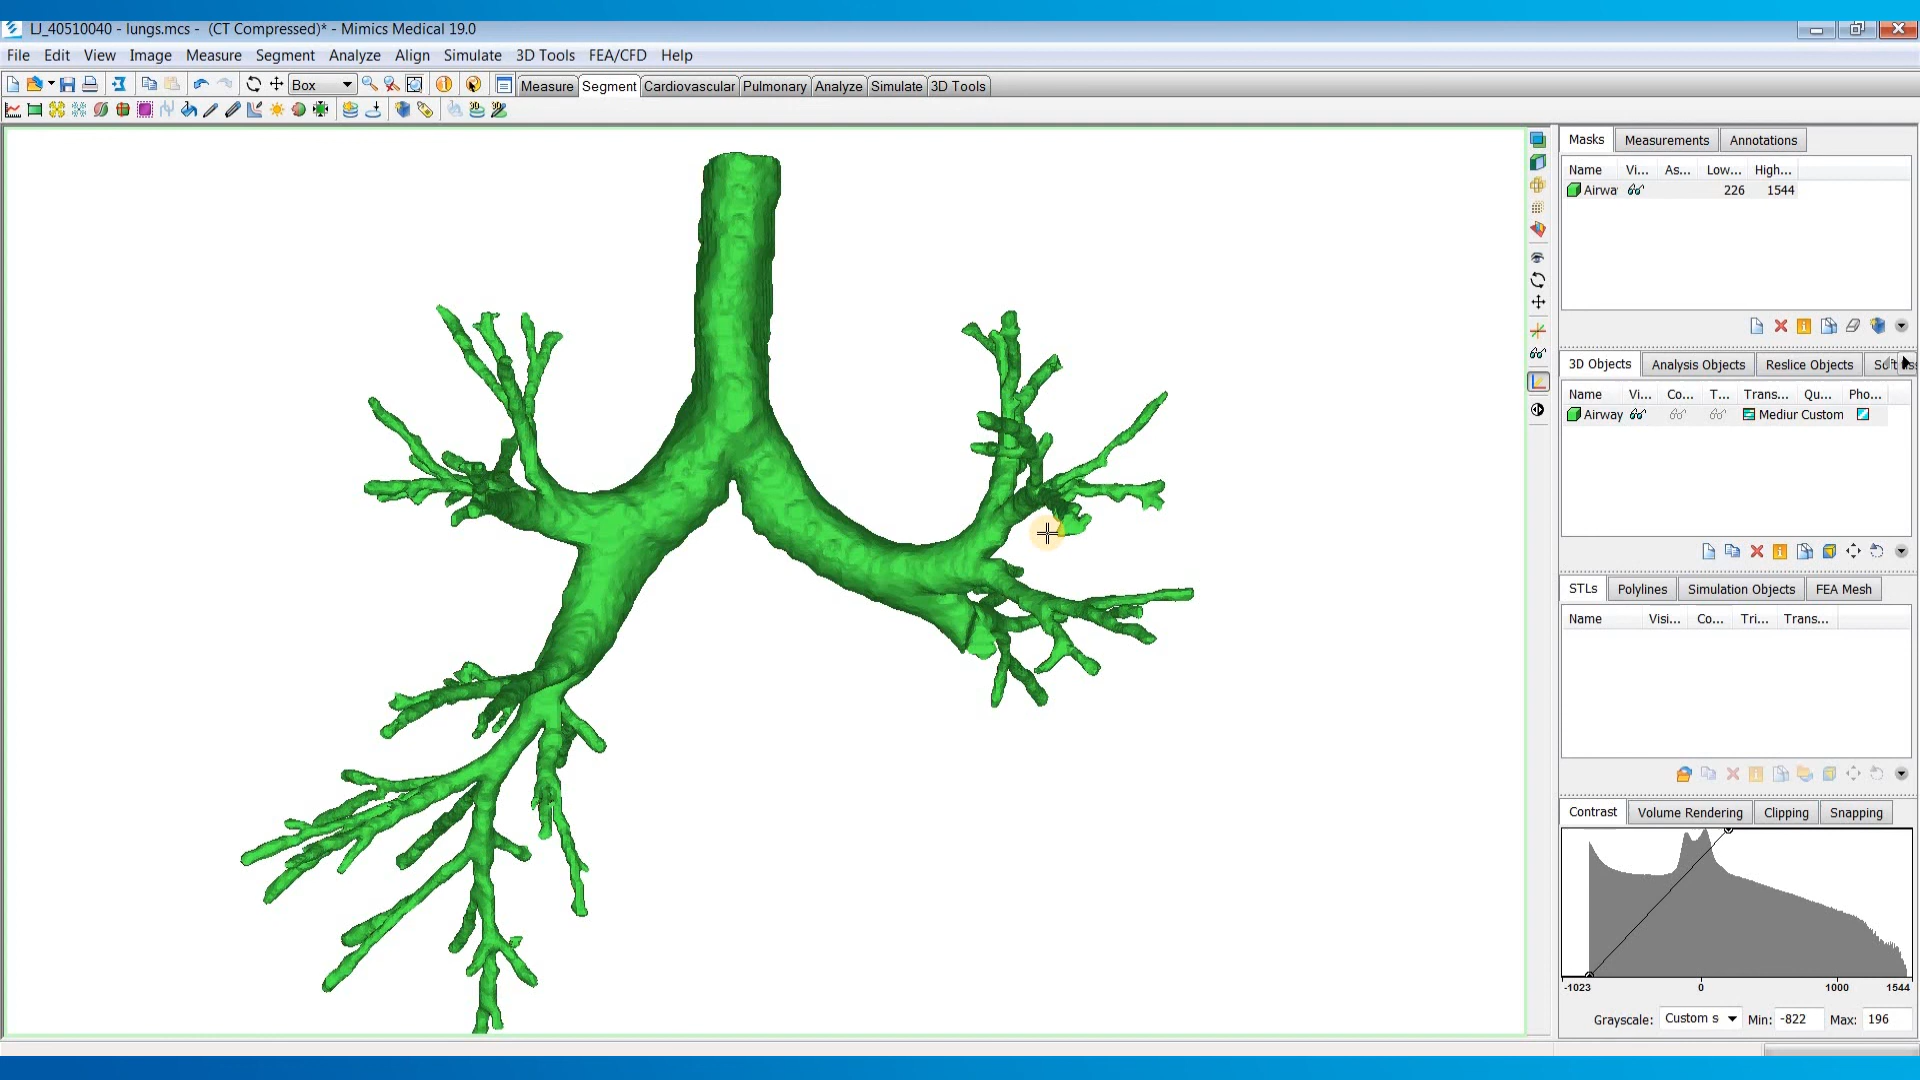 LJ_40510040 - lungs.mcs - (CT Compressed)* - Mimics Medical 19.0
File Edit View Image Measure Segment Analyze Align Simulate 3D Tools FEA/CFD Help
Box Measure Segment Cardiovascular Pulmonary Analyze Simulate 3D Tools
Masks Measurements Annotations
Name Vi... As... Low... High...
Airwa 226 1544
3D Objects Analysis Objects Reslice Objects
Name Vi... Co... T... Trans... Qu... Pho...
Airway Mediur Custom
STLs Polylines Simulation Objects FEA Mesh
Name Visi... Co... Tri... Trans...
Contrast Volume Rendering Clipping Snapping
-1023 0 1000 1544
Grayscale: Custom s Min: -822 Max: 196